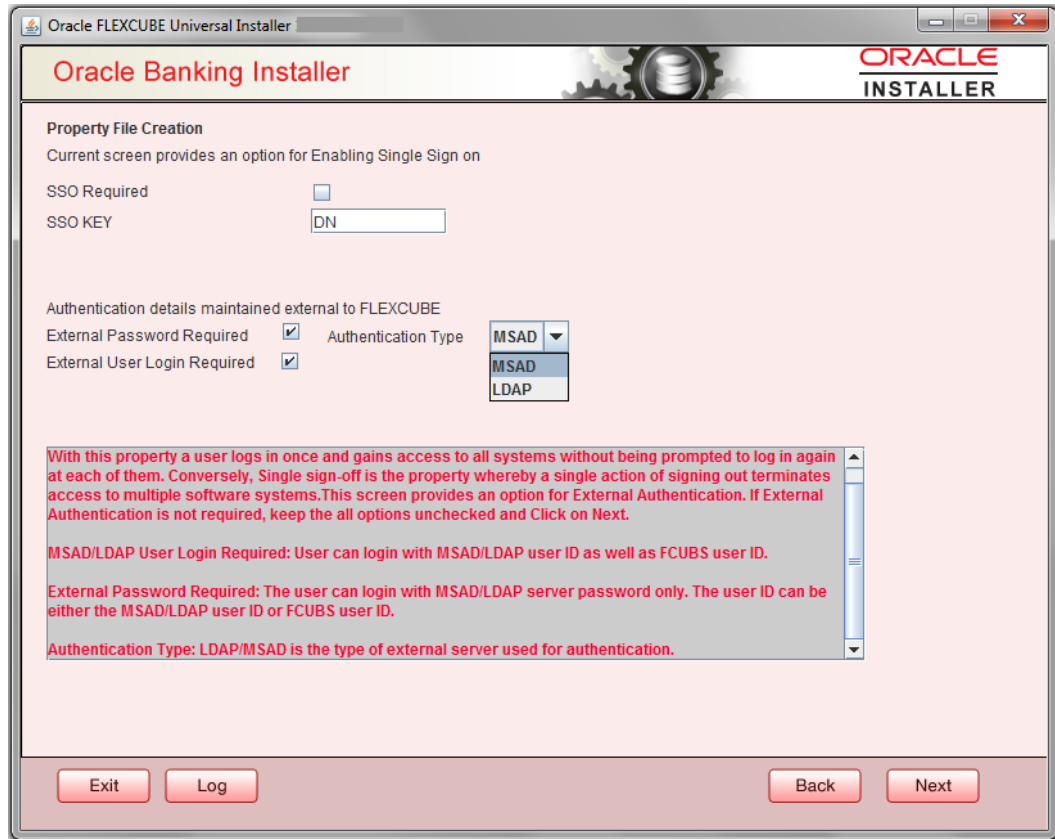 Oracle FLEXCUBE Universal Installer
Oracle Banking Installer
ORACLE
INSTALLER
Property File Creation
Current screen provides an option for Enabling Single Sign on
SSO Required
SSO KEY DN
Authentication details maintained external to FLEXCUBE
External Password Required Authentication Type MSAD
External User Login Required
MSAD
LDAP
With this property a user logs in once and gains access to all systems without being prompted to log in again
at each of them. Conversely, Single sign-off is the property whereby a single action of signing out terminates
access to multiple software systems.This screen provides an option for External Authentication. If External
Authentication is not required, keep the all options unchecked and Click on Next.
MSAD/LDAP User Login Required: User can login with MSAD/LDAP user ID as well as FCUBS user ID.
External Password Required: The user can login with MSAD/LDAP server password only. The user ID can be
either the MSAD/LDAP user ID or FCUBS user ID.
Authentication Type: LDAP/MSAD is the type of external server used for authentication.
Exit Log Back Next